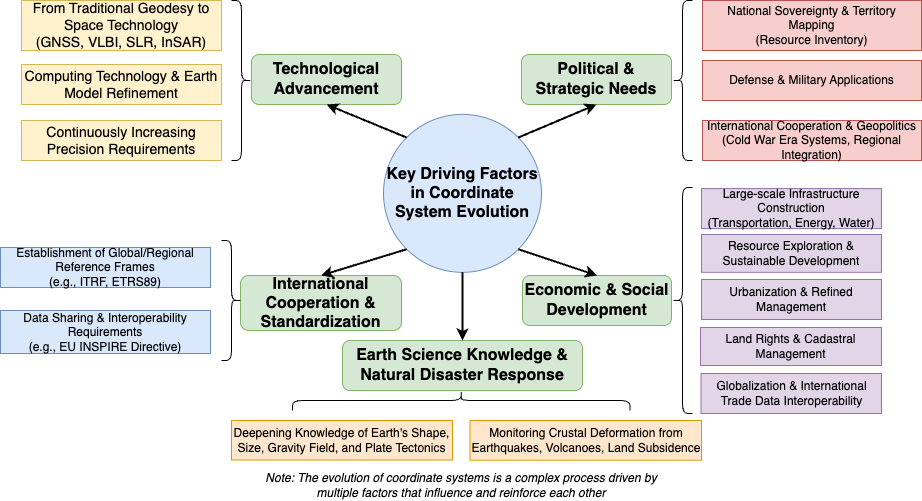 From Traditional Geodesy to
Space Technology
(GNSS, VLBI, SLR, InSAR)
Computing Technology & Earth
Model Refinement
Continuously Increasing
Precision Requirements
Technological
Advancement
Political &
Strategic Needs
National Sovereignty & Territory
Mapping
(Resource Inventory)
Defense & Military Applications
International Cooperation & Geopolitics
(Cold War Era Systems, Regional
Integration)
Key Driving Factors
in Coordinate
System Evolution
Establishment of Global/Regional
Reference Frames
(e.g., ITRF, ETRS89)
Data Sharing & Interoperability
Requirements
(e.g., EU INSPIRE Directive)
International
Cooperation &
Standardization
Economic & Social
Development
Large-scale Infrastructure
Construction
(Transportation, Energy, Water)
Resource Exploration &
Sustainable Development
Urbanization & Refined
Management
Land Rights & Cadastral
Management
Globalization & International
Trade Data Interoperability
Earth Science Knowledge &
Natural Disaster Response
Deepening Knowledge of Earth's Shape,
Size, Gravity Field, and Plate Tectonics
Monitoring Crustal Deformation from
Earthquakes, Volcanoes, Land Subsidence
Note: The evolution of coordinate systems is a complex process driven by
multiple factors that influence and reinforce each other